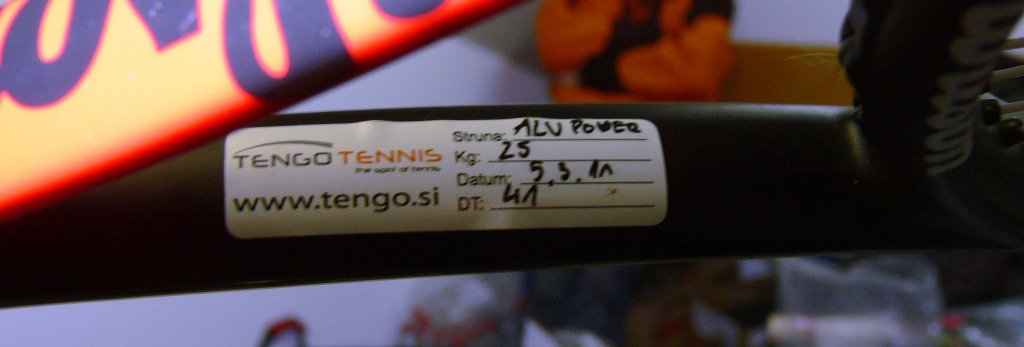 TENGO TENNIS
the spirit of tennis
www.tengo.si
Struna: ALU POWER
Kg: 25
Datum: 5.3.11
DT: 41